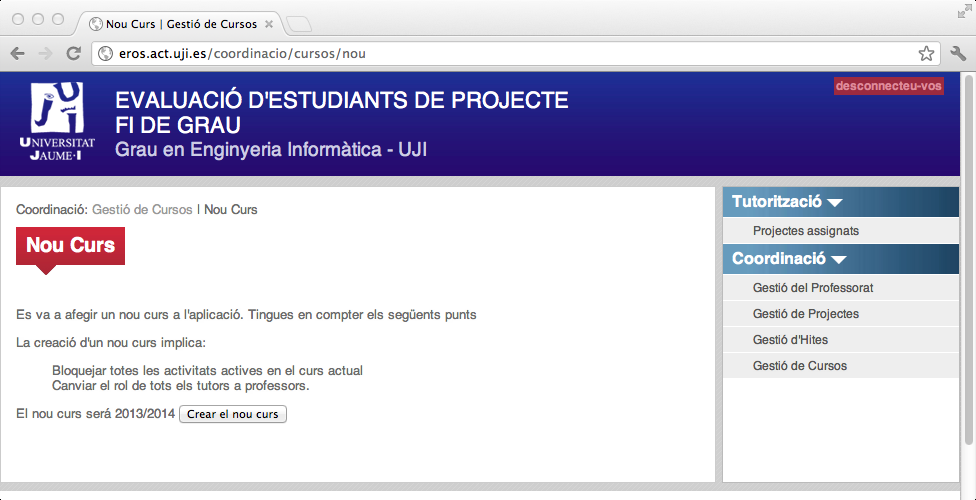 Nou Curs | Gestió de Cursos
eros.act.uji.es/coordinacio/cursos/nou
UNIVERSITAT
JAUME·I
EVALUACIÓ D'ESTUDIANTS DE PROJECTE
FI DE GRAU
Grau en Enginyeria Informàtica - UJI
desconnecteu-vos
Coordinació: Gestió de Cursos | Nou Curs
Nou Curs
Es va a afegir un nou curs a l'aplicació. Tingues en compter els següents punts
La creació d'un nou curs implica:
Bloquejar totes les activitats actives en el curs actual
Canviar el rol de tots els tutors a professors.
El nou curs será 2013/2014 Crear el nou curs
Tutorització
Projectes assignats
Coordinació
Gestió del Professorat
Gestió de Projectes
Gestió d'Hites
Gestió de Cursos